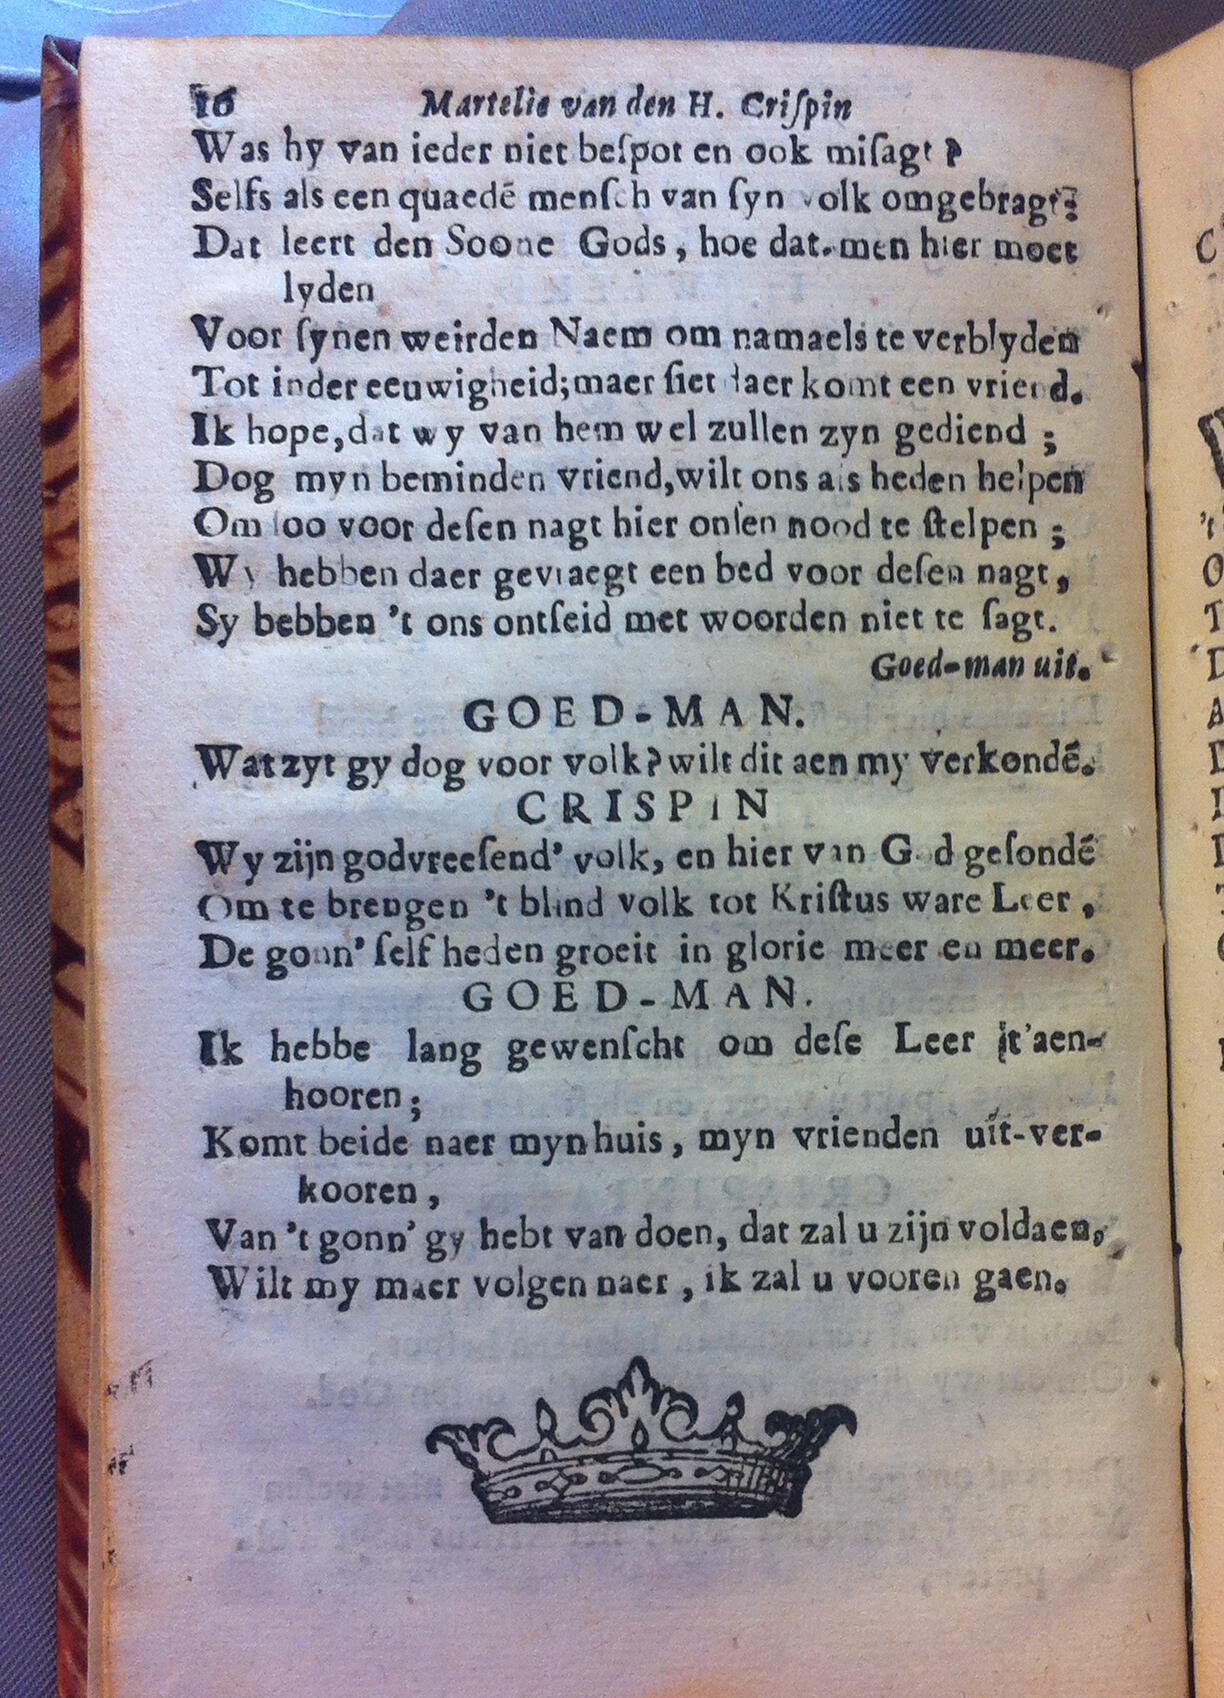 16 Martelie van den H. Criſpin
Was hy van ieder niet beſpot en ook miſagt?
Selfs als een quaedē menſch van ſyn volk omgebragt?
Dat leert den Soone Gods, hoe dat men hier moet
lyden
Voor ſynen weirden Naem om namaels te verblyden
Tot inder eeuwigheid; maer ſiet daer komt een vriend.
Ik hope, dat wy van hem wel zullen zyn gediend;
Dog myn beminden vriend, wilt ons als heden helpen
Om ſoo voor deſen nagt hier onſen nood te ſtelpen;
Wy hebben daer gevraegt een bed voor deſen nagt,
Sy bebben 't ons ontſeid met woorden niet te ſagt.
Goed-man uit.
GOED-MAN.
Wat zyt gy dog voor volk? wilt dit aen my verkondē.
CRISPIN
Wy zijn godvreeſend' volk, en hier van God geſondē
Om te brengen 't blind volk tot Kriſtus ware Leer,
De gonn' ſelf heden groeit in glorie meer en meer.
GOED-MAN.
Ik hebbe lang gewenſcht om deſe Leer t'aen-
hooren;
Komt beide naer myn huis, myn vrienden uit-ver-
kooren,
Van 't gonn' gy hebt van doen, dat zal u zijn voldaen,
Wilt my maer volgen naer, ik zal u vooren gaen.